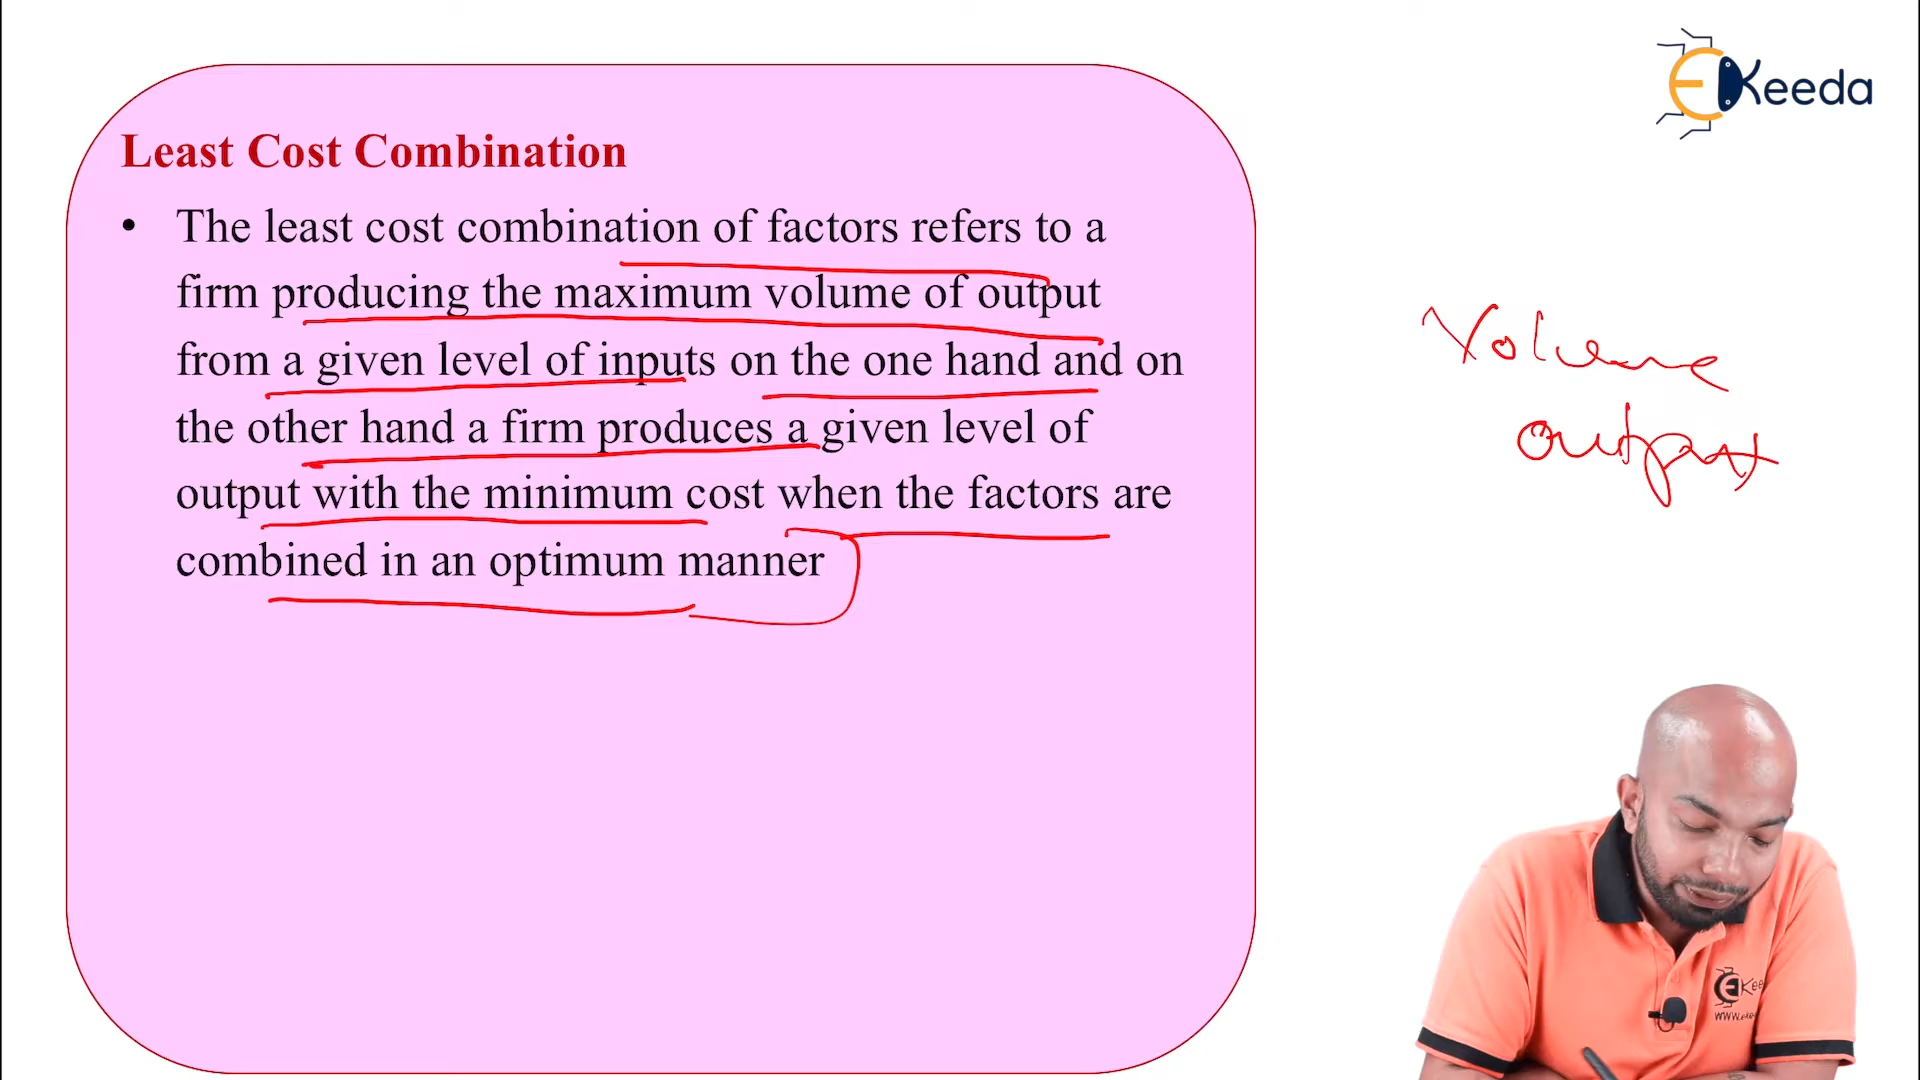 EKeeda
Least Cost Combination
• The least cost combination of factors refers to a
firm producing the maximum volume of output
from a given level of inputs on the one hand and on
the other hand a firm produces a given level of
output with the minimum cost when the factors are
combined in an optimum manner
Volume
output